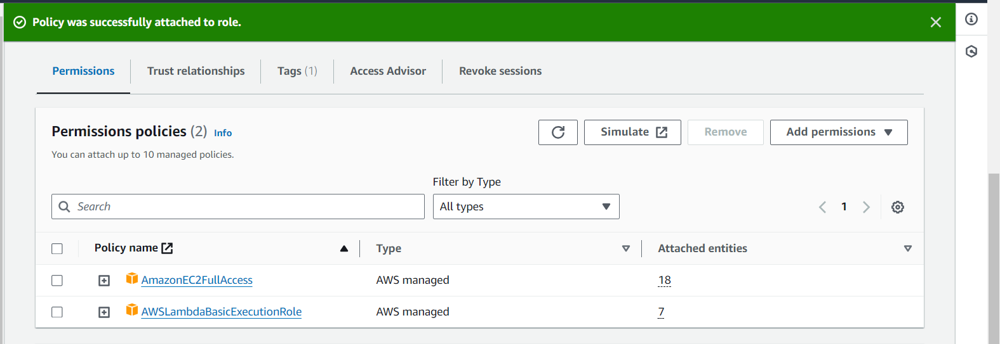 Policy was successfully attached to role.
Permissions
Trust relationships
Tags (1)
Access Advisor
Revoke sessions
Permissions policies (2) Info
Simulate
Remove
Add permissions
You can attach up to 10 managed policies.
Filter by Type
Search
All types
1
Policy name
Type
Attached entities
AmazonEC2FullAccess
AWS managed
18
AWSLambdaBasicExecutionRole
AWS managed
7